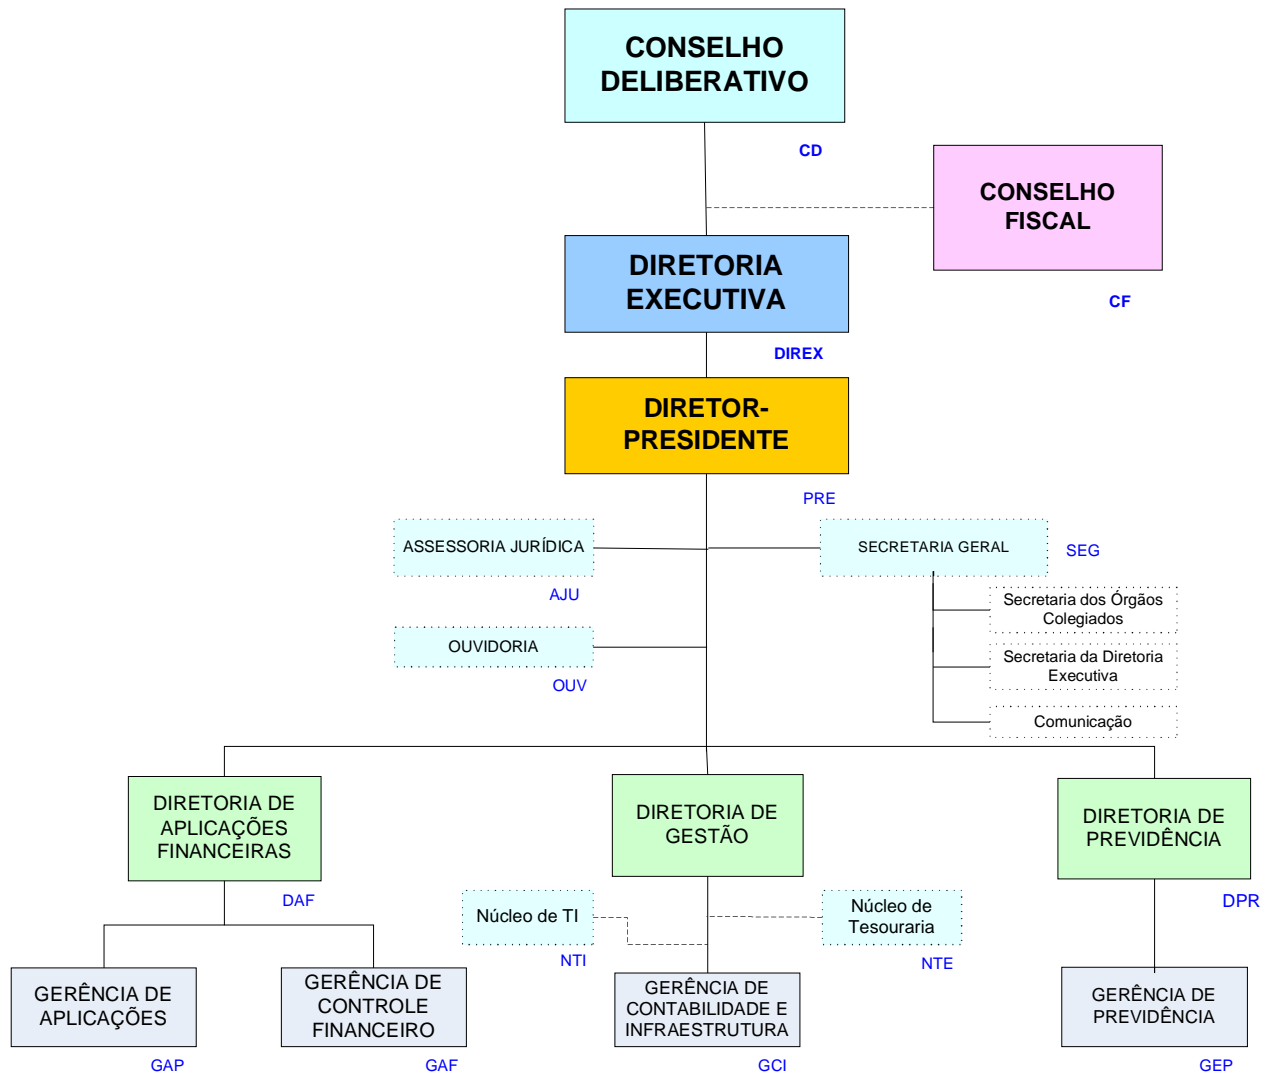 CONSELHO
DELIBERATIVO
CD
CONSELHO
FISCAL
CF
DIRETORIA
EXECUTIVA
DIREX
DIRETOR-
PRESIDENTE
PRE
ASSESSORIA JURÍDICA
AJU
SECRETARIA GERAL
SEG
Secretaria dos Órgãos
Colegiados
OUVIDORIA
OUV
Secretaria da Diretoria
Executiva
Comunicação
DIRETORIA DE
APLICAÇÕES
FINANCEIRAS
DAF
DIRETORIA DE
GESTÃO
DIRETORIA DE
PREVIDÊNCIA
DPR
Núcleo de TI
NTI
Núcleo de
Tesouraria
NTE
GERÊNCIA DE
APLICAÇÕES
GAP
GERÊNCIA DE
CONTROLE
FINANCEIRO
GAF
GERÊNCIA DE
CONTABILIDADE E
INFRAESTRUTURA
GCI
GERÊNCIA DE
PREVIDÊNCIA
GEP